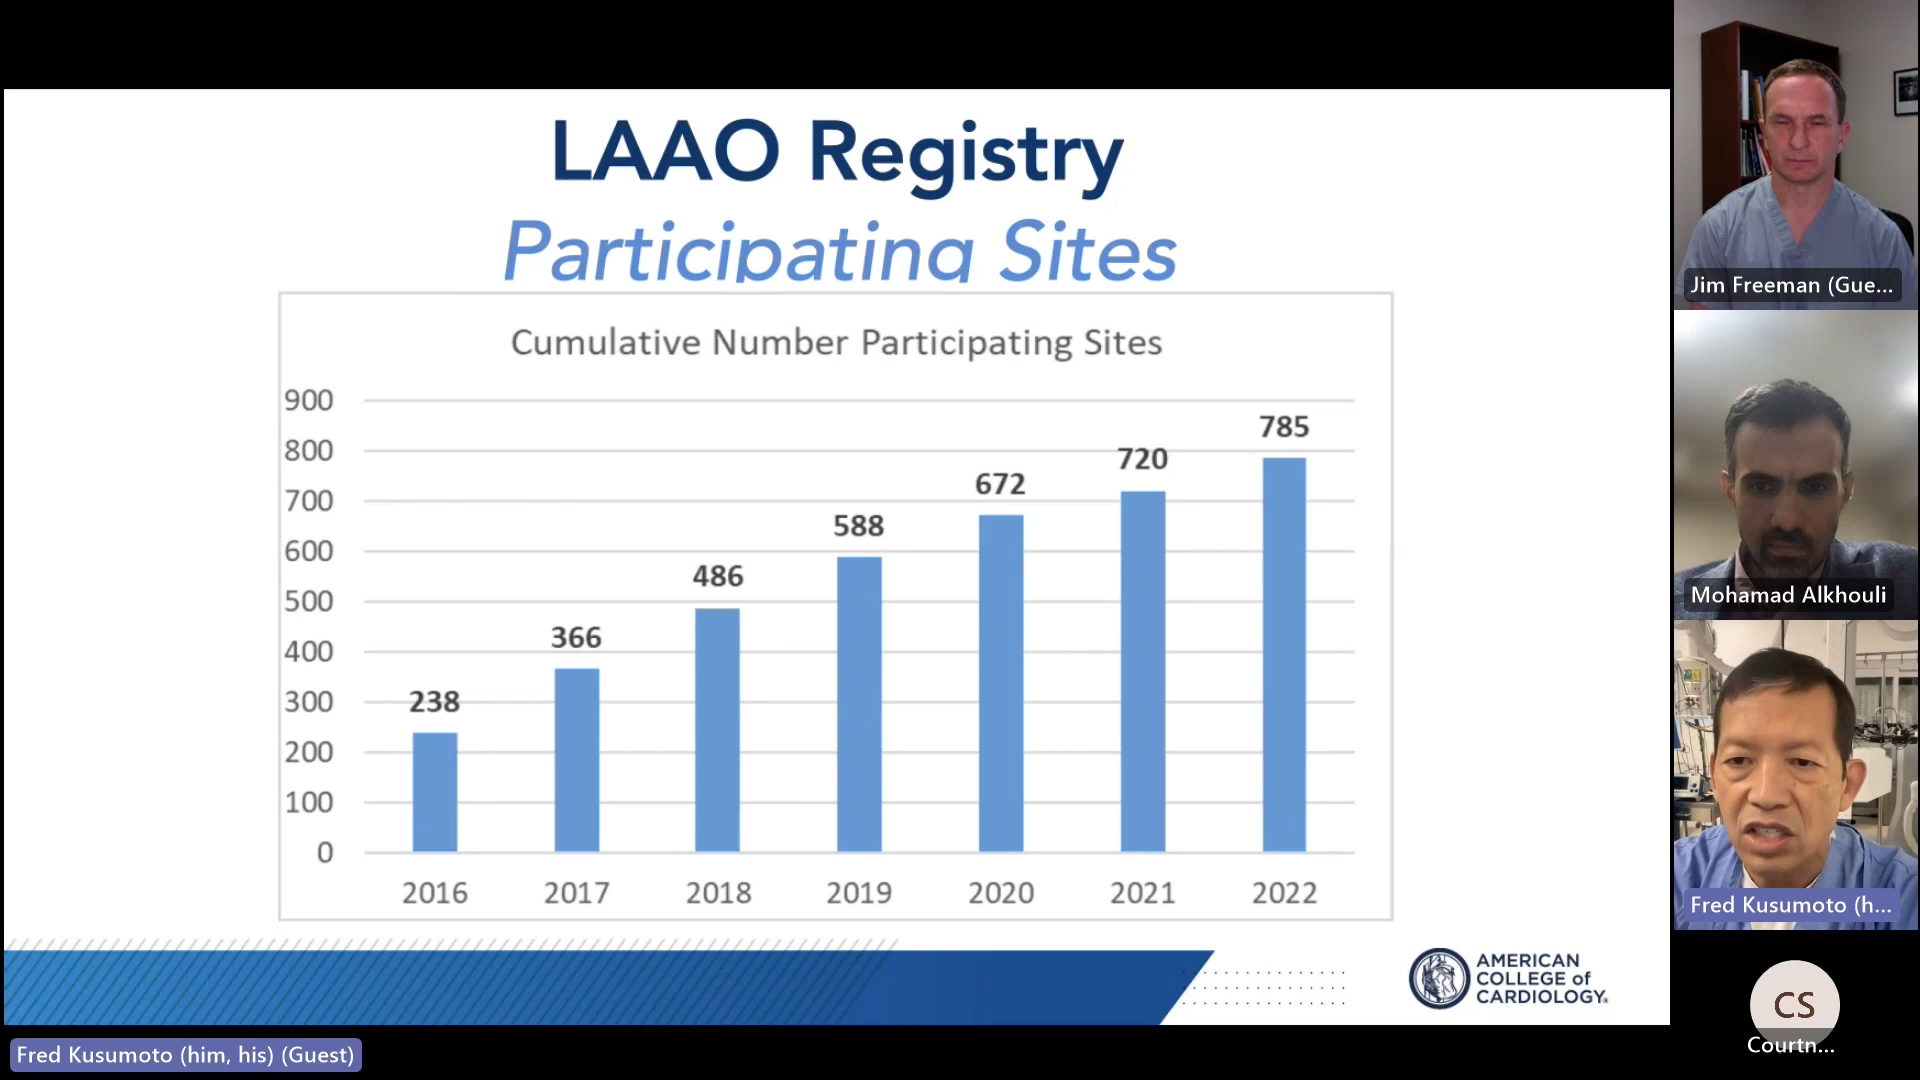 LAAO Registry
Participating Sites
Cumulative Number Participating Sites
900
800
700
600
500
400
300
200
100
0
238
366
486
588
672
720
785
2016 2017 2018 2019 2020 2021 2022
AMERICAN
COLLEGE of
CARDIOLOGY
Jim Freeman (Gue...
Mohamad Alkhouli
Fred Kusumoto (h...
CS
Courtn...
Fred Kusumoto (him, his) (Guest)